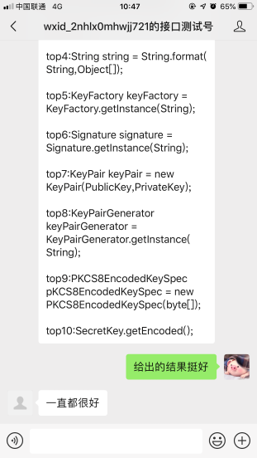 中国联通 4G 10:47 65%
wxid_2nhlx0mhwjj721的接口测试号
top4:String string = String.format(
String,Object[]);
top5:KeyFactory keyFactory =
KeyFactory.getInstance(String);
top6:Signature signature =
Signature.getInstance(String);
top7:KeyPair keyPair = new
KeyPair(PublicKey,PrivateKey);
top8:KeyPairGenerator
keyPairGenerator =
KeyPairGenerator.getInstance(
String);
top9:PKCS8EncodedKeySpec
pKCS8EncodedKeySpec = new
PKCS8EncodedKeySpec(byte[]);
top10:SecretKey.getEncoded();
给出的结果挺好
一直都很好